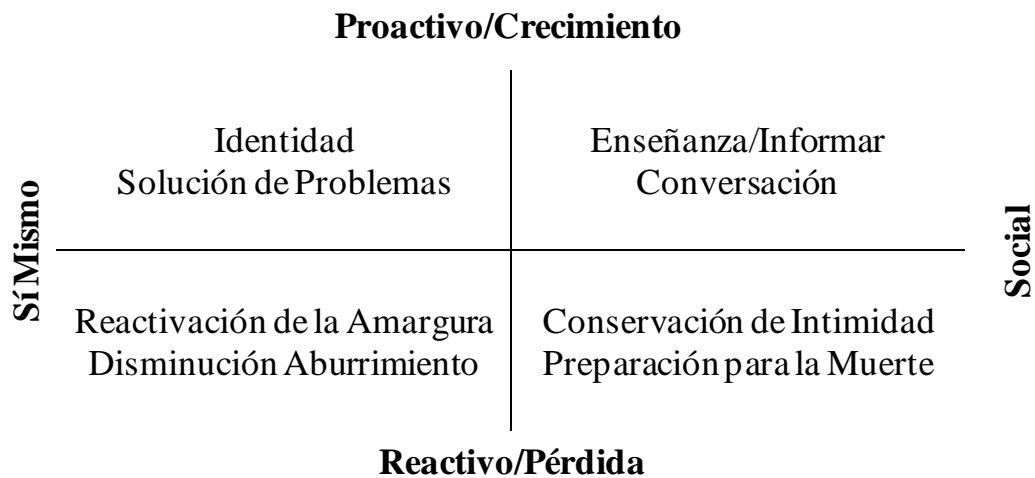 Proactivo/Crecimiento
Identidad
Solución de Problemas
Enseñanza/Informar
Conversación
Sí Mismo
Social
Reactivación de la Amargura
Disminución Aburrimiento
Conservación de Intimidad
Preparación para la Muerte
Reactivo/Pérdida